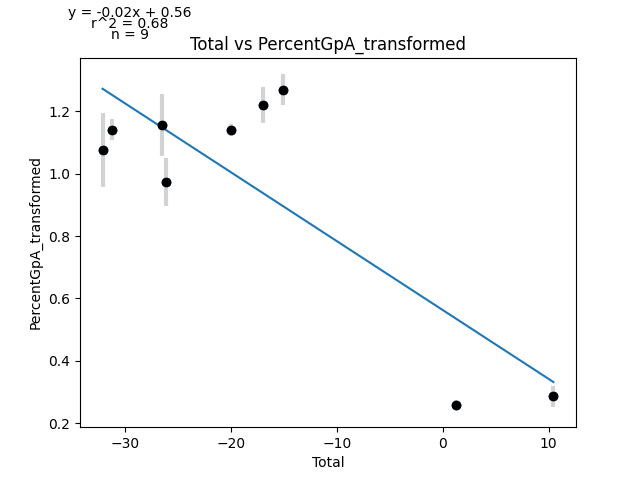 y = -0.02x + 0.56
r^2 = 0.68
n = 9
Total vs PercentGpA_transformed
PercentGpA_transformed
1.2
1.0
0.8
0.6
0.4
0.2
−30
−20
−10
0
10
Total